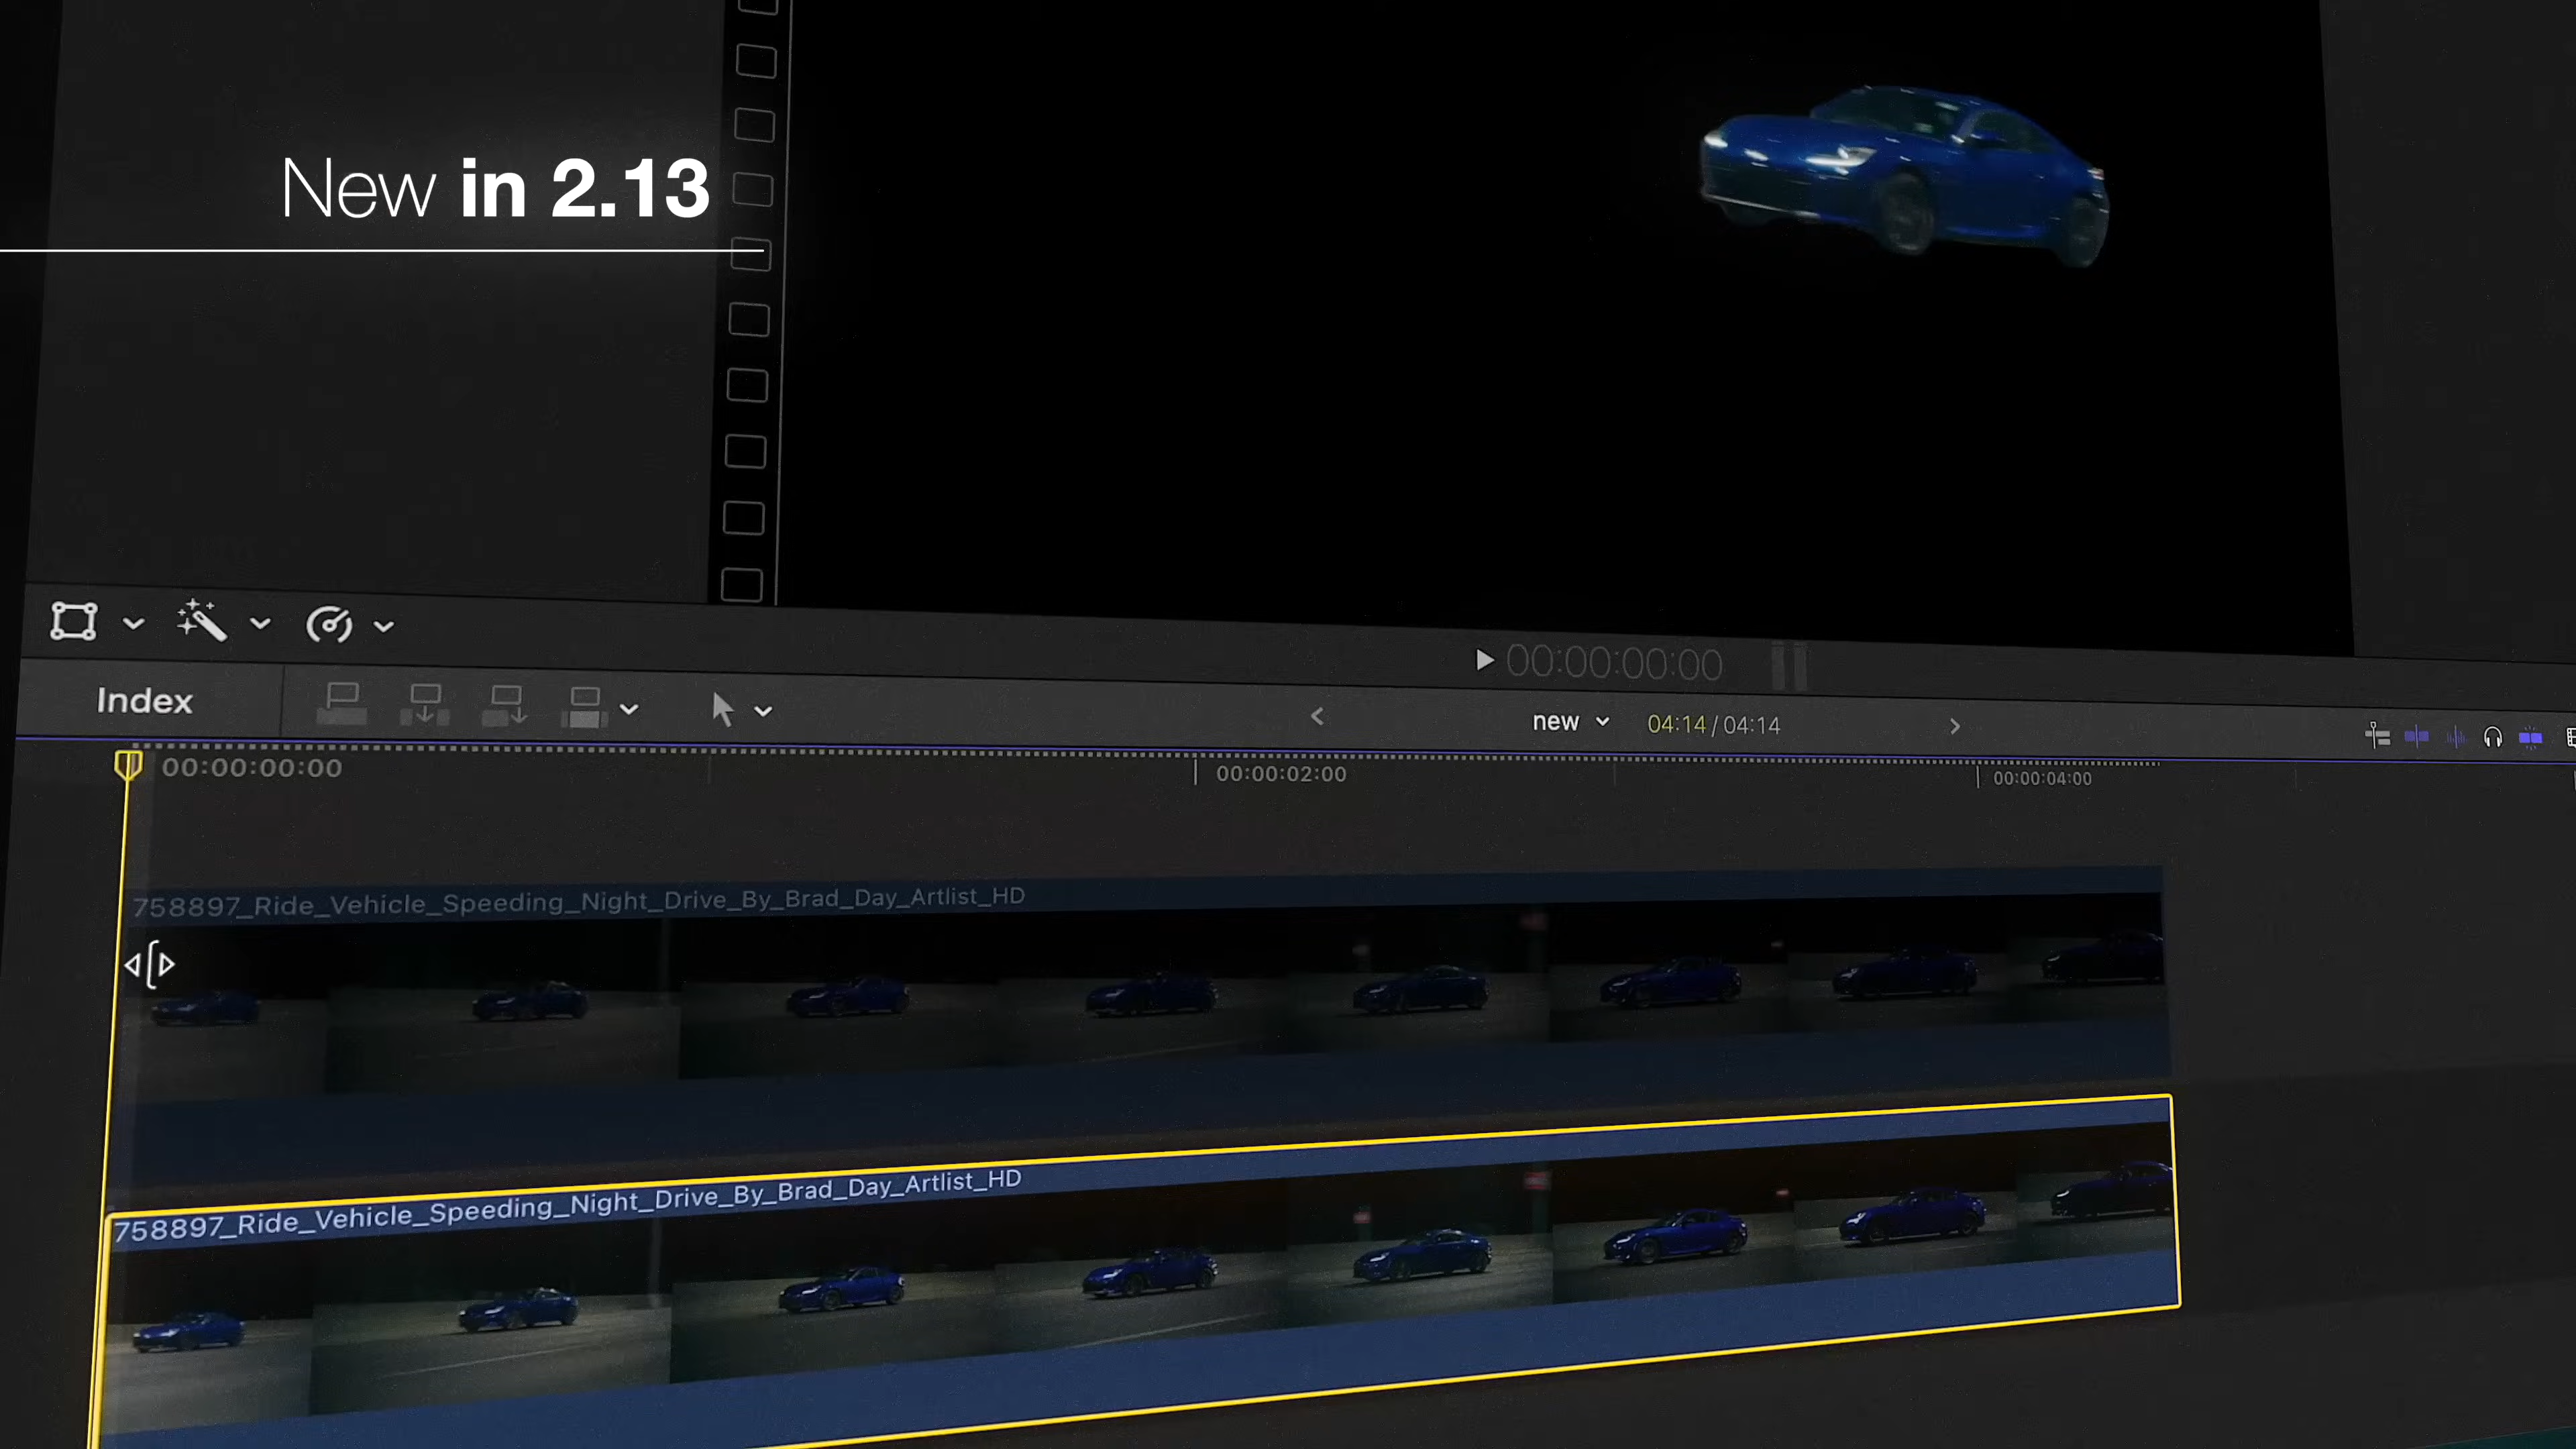 New in 2.13
00:00:00:00
Index
new
04:14 / 04:14
00:00:00:00
00:00:02:00
00:00:04:00
758897_Ride_Vehicle_Speeding_Night_Drive_By_Brad_Day_Artlist_HD
758897_Ride_Vehicle_Speeding_Night_Drive_By_Brad_Day_Artlist_HD